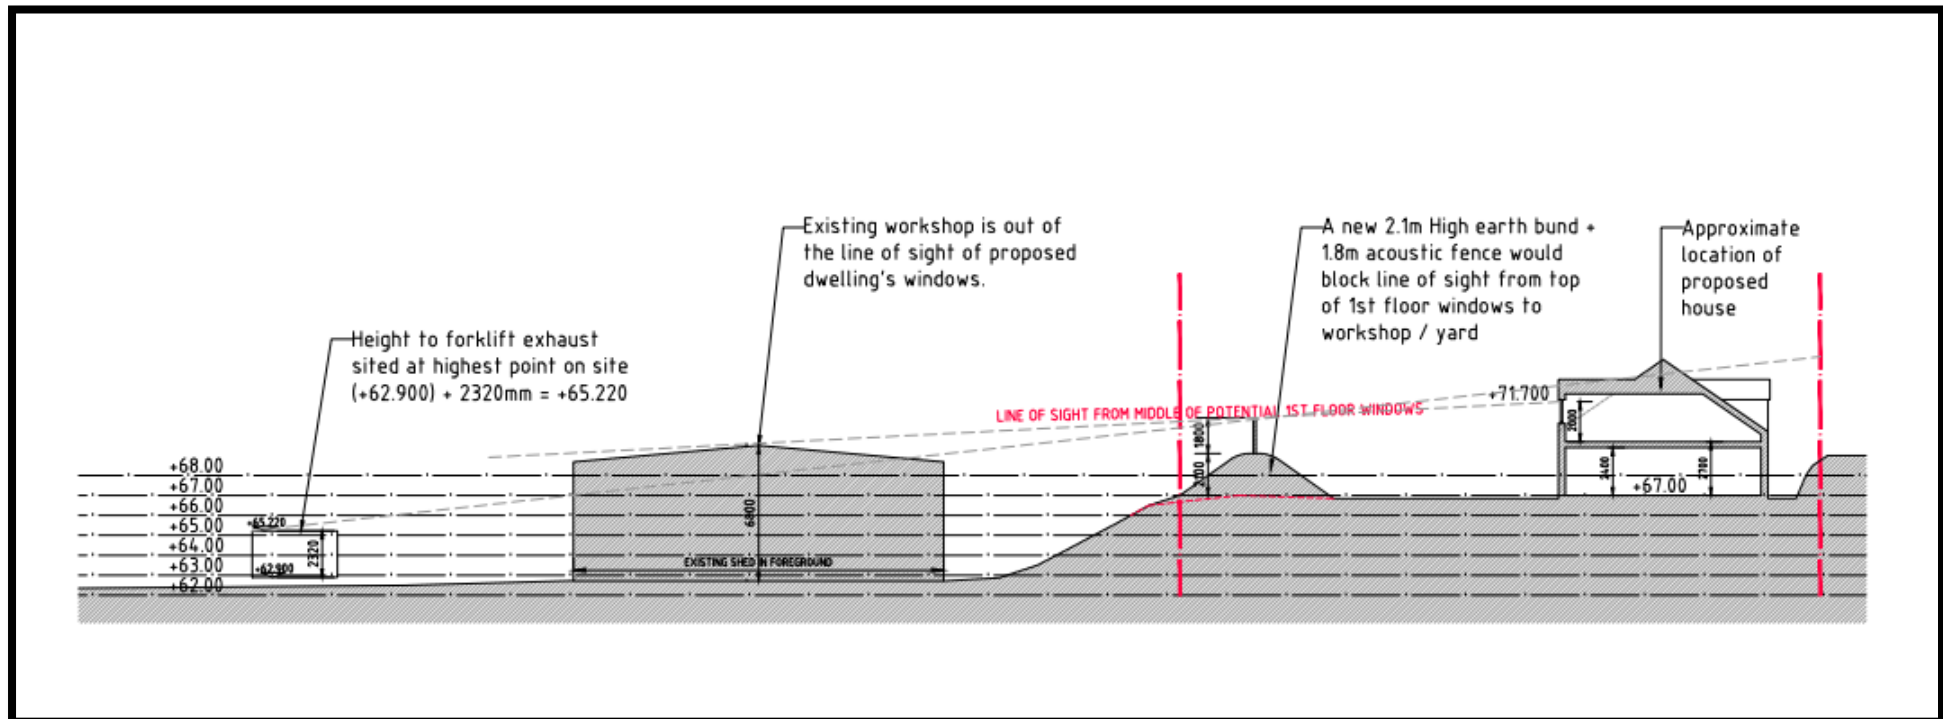 Existing workshop is out of
the line of sight of proposed
dwelling's windows.
A new 2.1m High earth bund +
1.8m acoustic fence would
block line of sight from top
of 1st floor windows to
workshop / yard
Approximate
location of
proposed
house
Height to forklift exhaust
sited at highest point on site
(+62.900) + 2320mm = +65.220
+71.700
LINE OF SIGHT FROM MIDDLE OF POTENTIAL 1ST FLOOR WINDOWS
2000
1800
2100
2400
2700
+67.00
+68.00
+67.00
+66.00
+65.00
+64.00
+63.00
+62.00
+65.220
2320
+62.900
6800
EXISTING SHED IN FOREGROUND